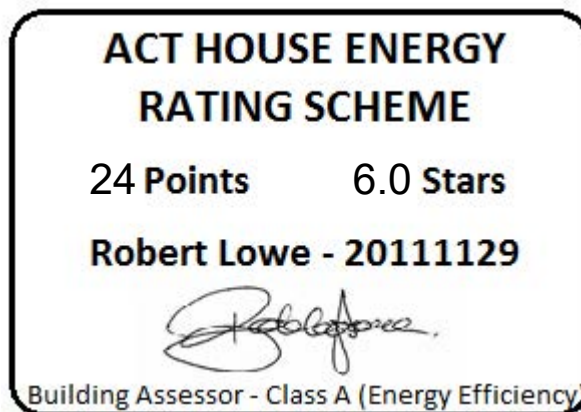 ACT HOUSE ENERGY
RATING SCHEME
24 Points 6.0 Stars
Robert Lowe - 20111129
Building Assessor - Class A (Energy Efficiency)